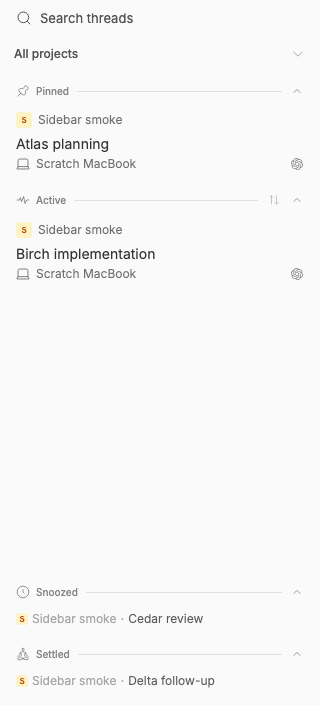 Search threads
All projects
Pinned
S Sidebar smoke
Atlas planning
Scratch MacBook
Active
S Sidebar smoke
Birch implementation
Scratch MacBook
Snoozed
S Sidebar smoke · Cedar review
Settled
S Sidebar smoke · Delta follow-up